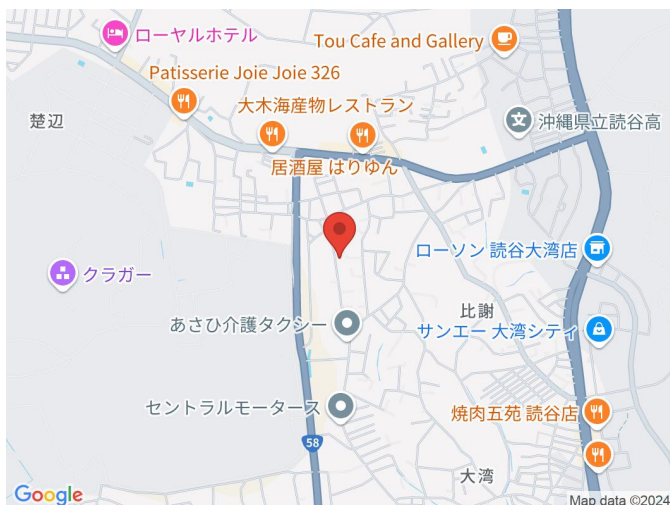 ローヤルホテル
Tou Cafe and Gallery
Patisserie Joie Joie 326
大木海産物レストラン
楚辺
沖縄県立読谷高
居酒屋 はりゆん
ローソン 読谷大湾店
クラガー
比謝
あさひ介護タクシー
サンエー 大湾シティ
セントラルモータース
焼肉五苑 読谷店
58
大湾
Google
Map data ©2024